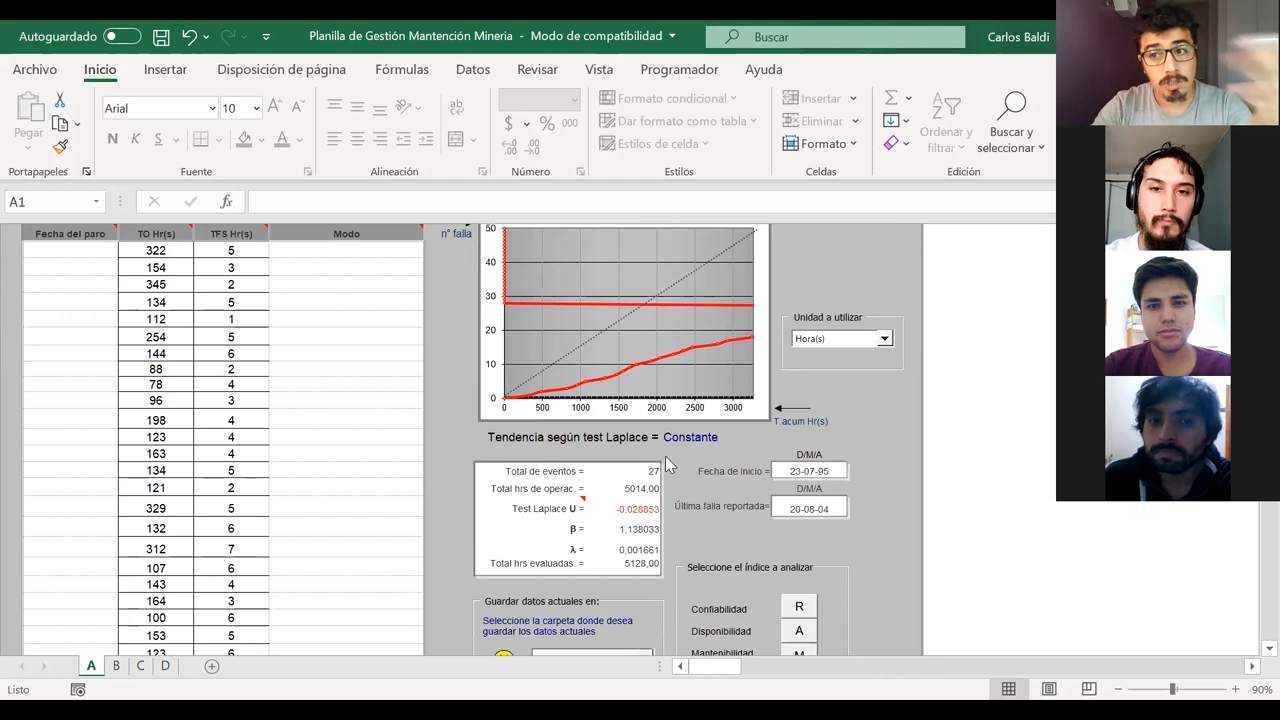 Autoguardado Planilla de Gestión Mantención Mineria - Modo de compatibilidad Buscar Carlos Baldi
Archivo Inicio Insertar Disposición de página Fórmulas Datos Revisar Vista Programador Ayuda
Pegar
Portapapeles
Arial 10
N K S
Fuente
Alineación
$ % 000
Número
Formato condicional
Dar formato como tabla
Estilos de celda
Estilos
Insertar
Eliminar
Formato
Celdas
Ordenar y filtrar
Buscar y seleccionar
Edición
A1 fx
Fecha del paro TO Hr(s) TFS Hr(s) Modo
322 5
154 3
345 2
134 5
112 1
254 5
144 6
88 2
78 4
96 3
198 4
123 4
163 4
134 5
121 2
329 5
132 6
312 7
107 6
143 4
164 3
100 6
153 5
123 6
n° falla
50
40
30
20
10
0
0 500 1000 1500 2000 2500 3000
T.acum Hr(s)
Unidad a utilizar
Hora(s)
Tendencia según test Laplace = Constante
Total de eventos = 27
Total hrs de operac. = 5014,00
Test Laplace U = -0,028853
β = 1,138033
λ = 0,001661
Total hrs evaluadas. = 5128,00
D/M/A
Fecha de Inicio = 23-07-95
D/M/A
Última falla reportada= 20-08-04
Guardar datos actuales en:
Seleccione la carpeta donde desea
guardar los datos actuales
Seleccione el índice a analizar
Confiabilidad R
Disponibilidad A
Mantenibilidad M
A B C D
Listo 90%